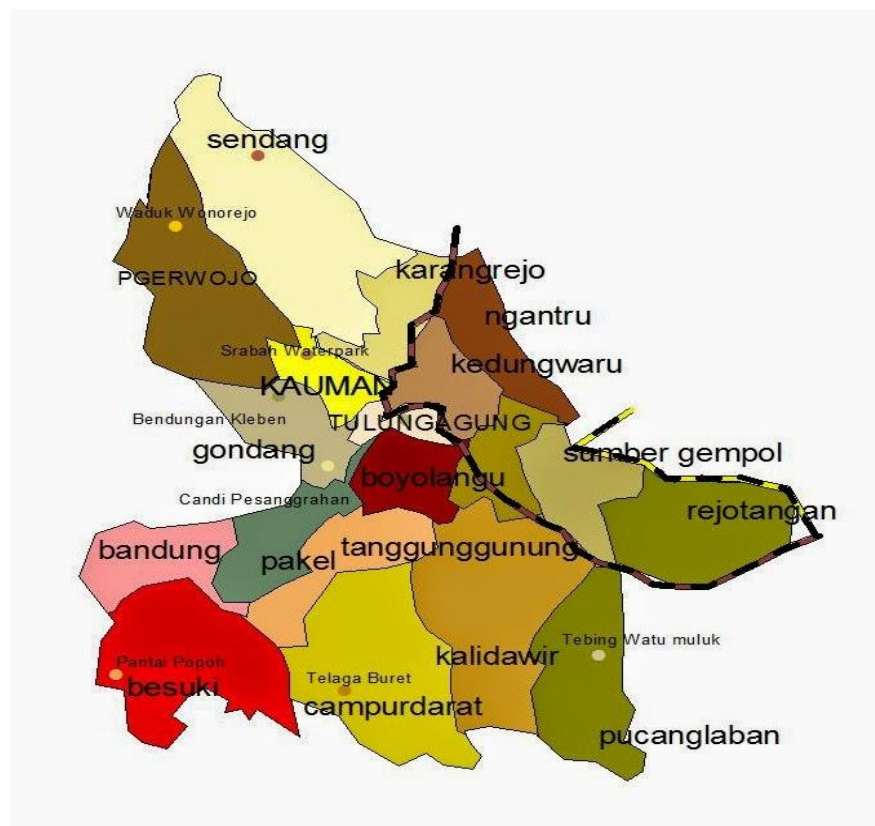 sendang
Waduk Wonorejo
karangrejo
PGERWOJO
ngantru
Srabah Waterpark
kedungwaru
KAUMAN
Bendungan Kleben
TULUNGAGUNG
gondang
sumber gempol
boyolangu
Candi Pesanggrahan
rejotangan
bandung
tanggunggunung
pakel
Tebing Watu muluk
kalidawir
Pantai Popoh
Telaga Buret
besuki
campurdarat
pucanglaban